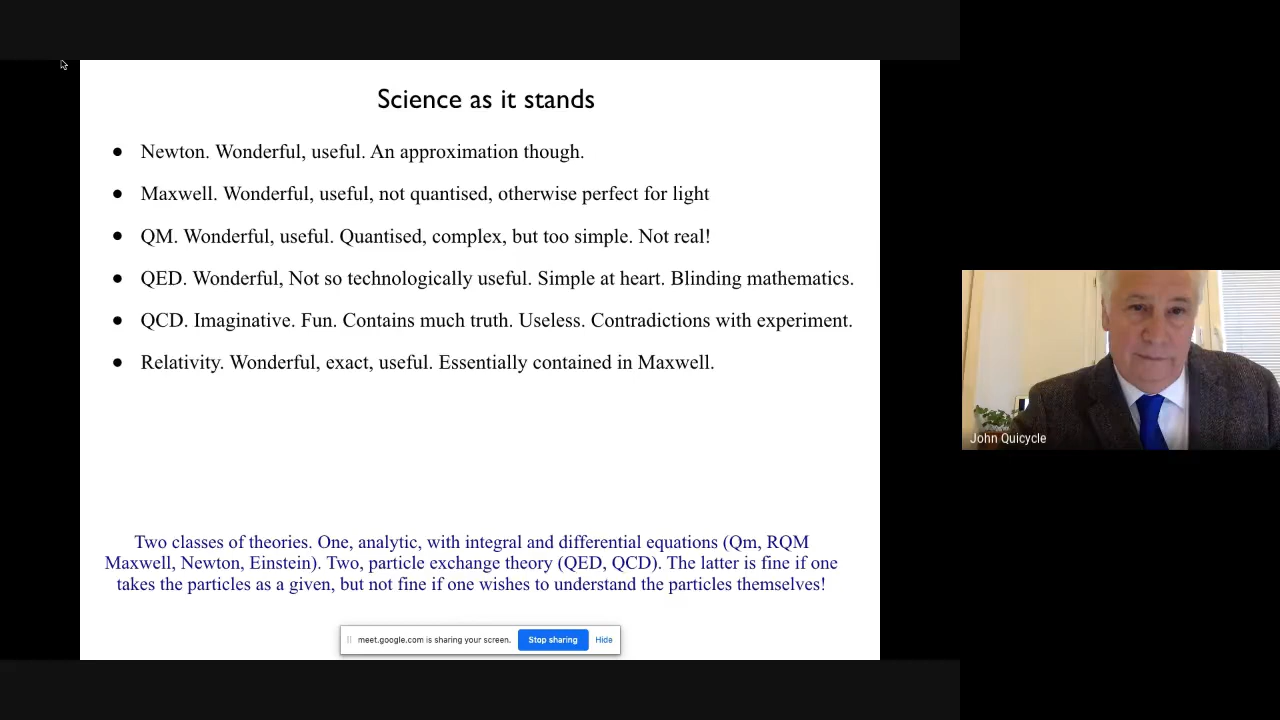 Science as it stands
● Newton. Wonderful, useful. An approximation though.
● Maxwell. Wonderful, useful, not quantised, otherwise perfect for light
● QM. Wonderful, useful. Quantised, complex, but too simple. Not real!
● QED. Wonderful, Not so technologically useful. Simple at heart. Blinding mathematics.
● QCD. Imaginative. Fun. Contains much truth. Useless. Contradictions with experiment.
● Relativity. Wonderful, exact, useful. Essentially contained in Maxwell.
Two classes of theories. One, analytic, with integral and differential equations (Qm, RQM
Maxwell, Newton, Einstein). Two, particle exchange theory (QED, QCD). The latter is fine if one
takes the particles as a given, but not fine if one wishes to understand the particles themselves!
meet.google.com is sharing your screen. Stop sharing Hide
John Quicycle